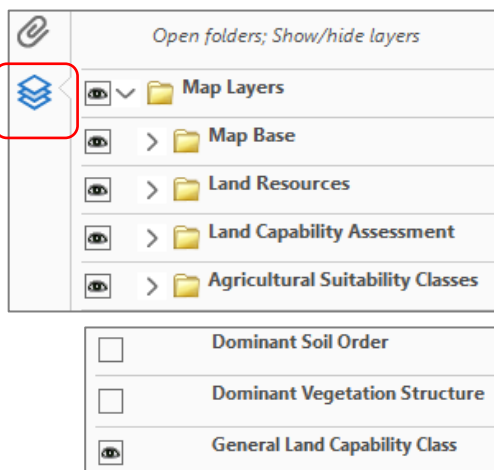 Open folders; Show/hide layers
Map Layers
Map Base
Land Resources
Land Capability Assessment
Agricultural Suitability Classes
Dominant Soil Order
Dominant Vegetation Structure
General Land Capability Class